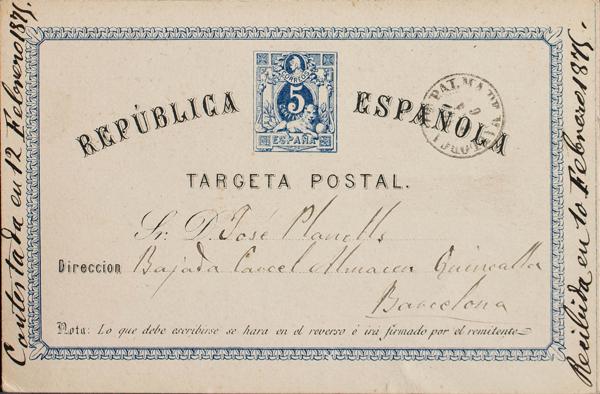 Contestada en 12 Febrero 1875.
CORREOS
5
ESPAÑA
REPÚBLICA ESPAÑOLA
PALMA DE
TARGETA POSTAL.
Sr. D. José Planells
Direccion Bajada Carcel Almacen Quincalla
Barcelona
Nota: Lo que debe escribirse se hara en el reverso é irá firmado por el remitente
Recibida en 10 Febrero 1875.